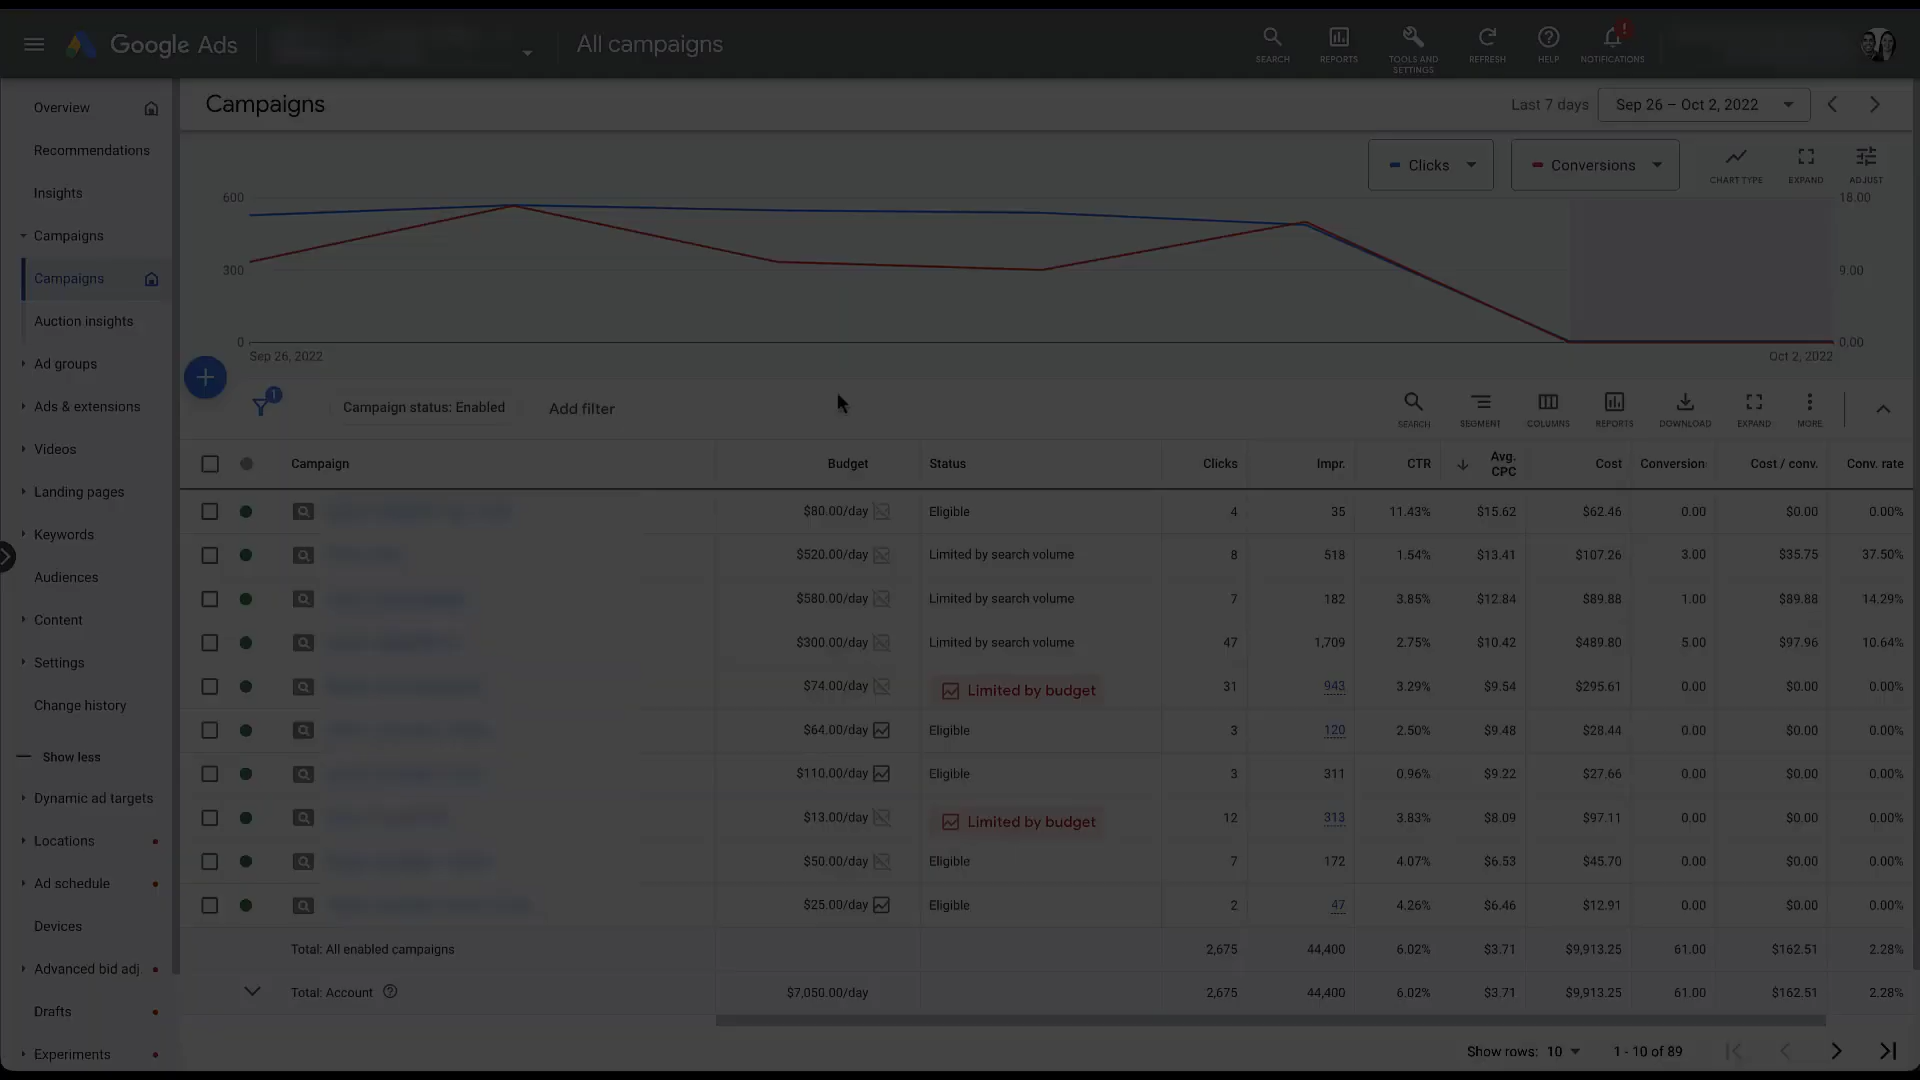 Google Ads
All campaigns
SEARCH
REPORTS
TOOLS AND
SETTINGS
REFRESH
HELP
!
NOTIFICATIONS
Overview
Recommendations
Insights
Campaigns
Campaigns
Auction insights
Ad groups
Ads & extensions
Videos
Landing pages
Keywords
Audiences
Content
Settings
Change history
Show less
Dynamic ad targets
Locations
Ad schedule
Devices
Advanced bid adj
Drafts
Experiments
Campaigns
Last 7 days
Sep 26 – Oct 2, 2022
Clicks
Conversions
CHART TYPE
EXPAND
ADJUST
600
300
0
18.00
9.00
0.00
Sep 26, 2022
Oct 2, 2022
1
Campaign status: Enabled
Add filter
SEARCH
SEGMENT
COLUMNS
REPORTS
DOWNLOAD
EXPAND
MORE
Campaign Budget Status Clicks Impr. CTR Avg. CPC Cost Conversion Cost / conv. Conv. rate
$80.00/day Eligible 4 35 11.43% $15.62 $62.46 0.00 $0.00 0.00%
$520.00/day Limited by search volume 8 518 1.54% $13.41 $107.26 3.00 $35.75 37.50%
$580.00/day Limited by search volume 7 182 3.85% $12.84 $89.88 1.00 $89.88 14.29%
$300.00/day Limited by search volume 47 1,709 2.75% $10.42 $489.80 5.00 $97.96 10.64%
$74.00/day Limited by budget 31 943 3.29% $9.54 $295.61 0.00 $0.00 0.00%
$64.00/day Eligible 3 120 2.50% $9.48 $28.44 0.00 $0.00 0.00%
$110.00/day Eligible 3 311 0.96% $9.22 $27.66 0.00 $0.00 0.00%
$13.00/day Limited by budget 12 313 3.83% $8.09 $97.11 0.00 $0.00 0.00%
$50.00/day Eligible 7 172 4.07% $6.53 $45.70 0.00 $0.00 0.00%
$25.00/day Eligible 2 47 4.26% $6.46 $12.91 0.00 $0.00 0.00%
Total: All enabled campaigns 2,675 44,400 6.02% $3.71 $9,913.25 61.00 $162.51 2.28%
Total: Account $7,050.00/day 2,675 44,400 6.02% $3.71 $9,913.25 61.00 $162.51 2.28%
Show rows: 10 1 - 10 of 89